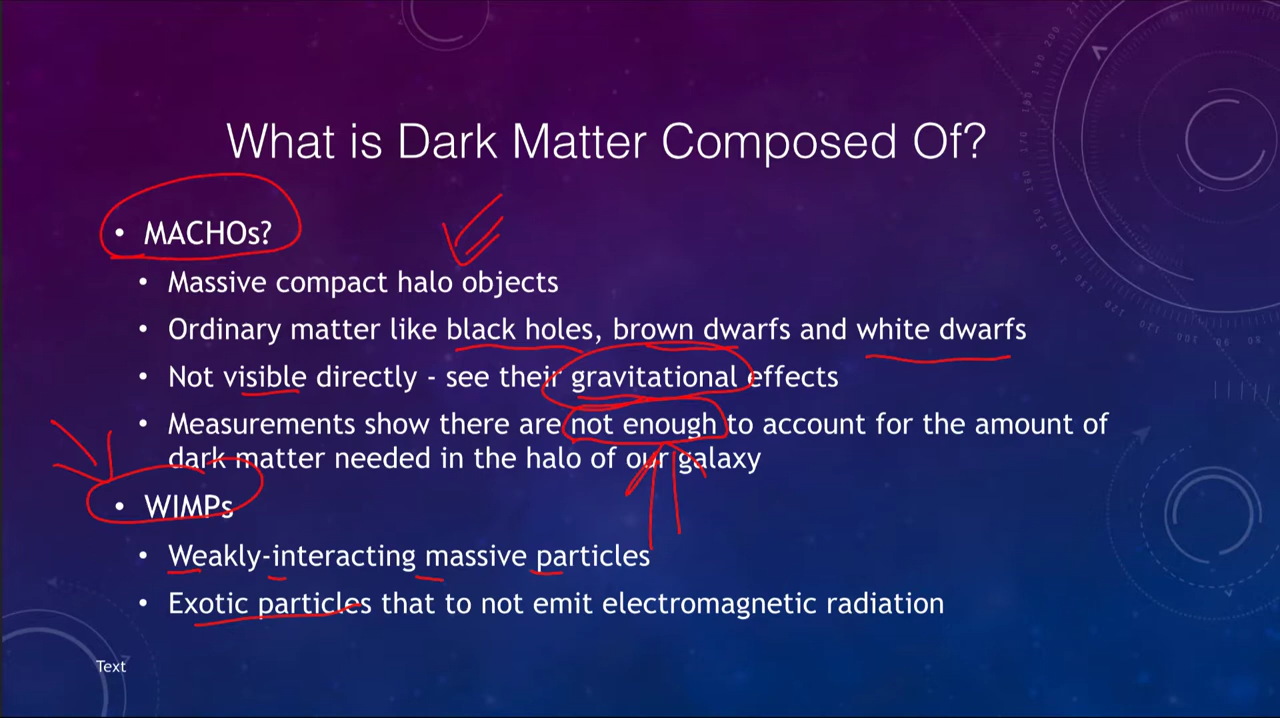 What is Dark Matter Composed Of?
• MACHOs?
• Massive compact halo objects
• Ordinary matter like black holes, brown dwarfs and white dwarfs
• Not visible directly - see their gravitational effects
• Measurements show there are not enough to account for the amount of
dark matter needed in the halo of our galaxy
• WIMPs
• Weakly-interacting massive particles
• Exotic particles that to not emit electromagnetic radiation
Text